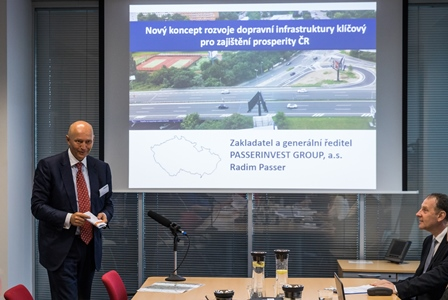 Nový koncept rozvoje dopravní infrastruktury klíčový
pro zajištění prosperity ČR
Zakladatel a generální ředitel
PASSERINVEST GROUP, a.s.
Radim Passer